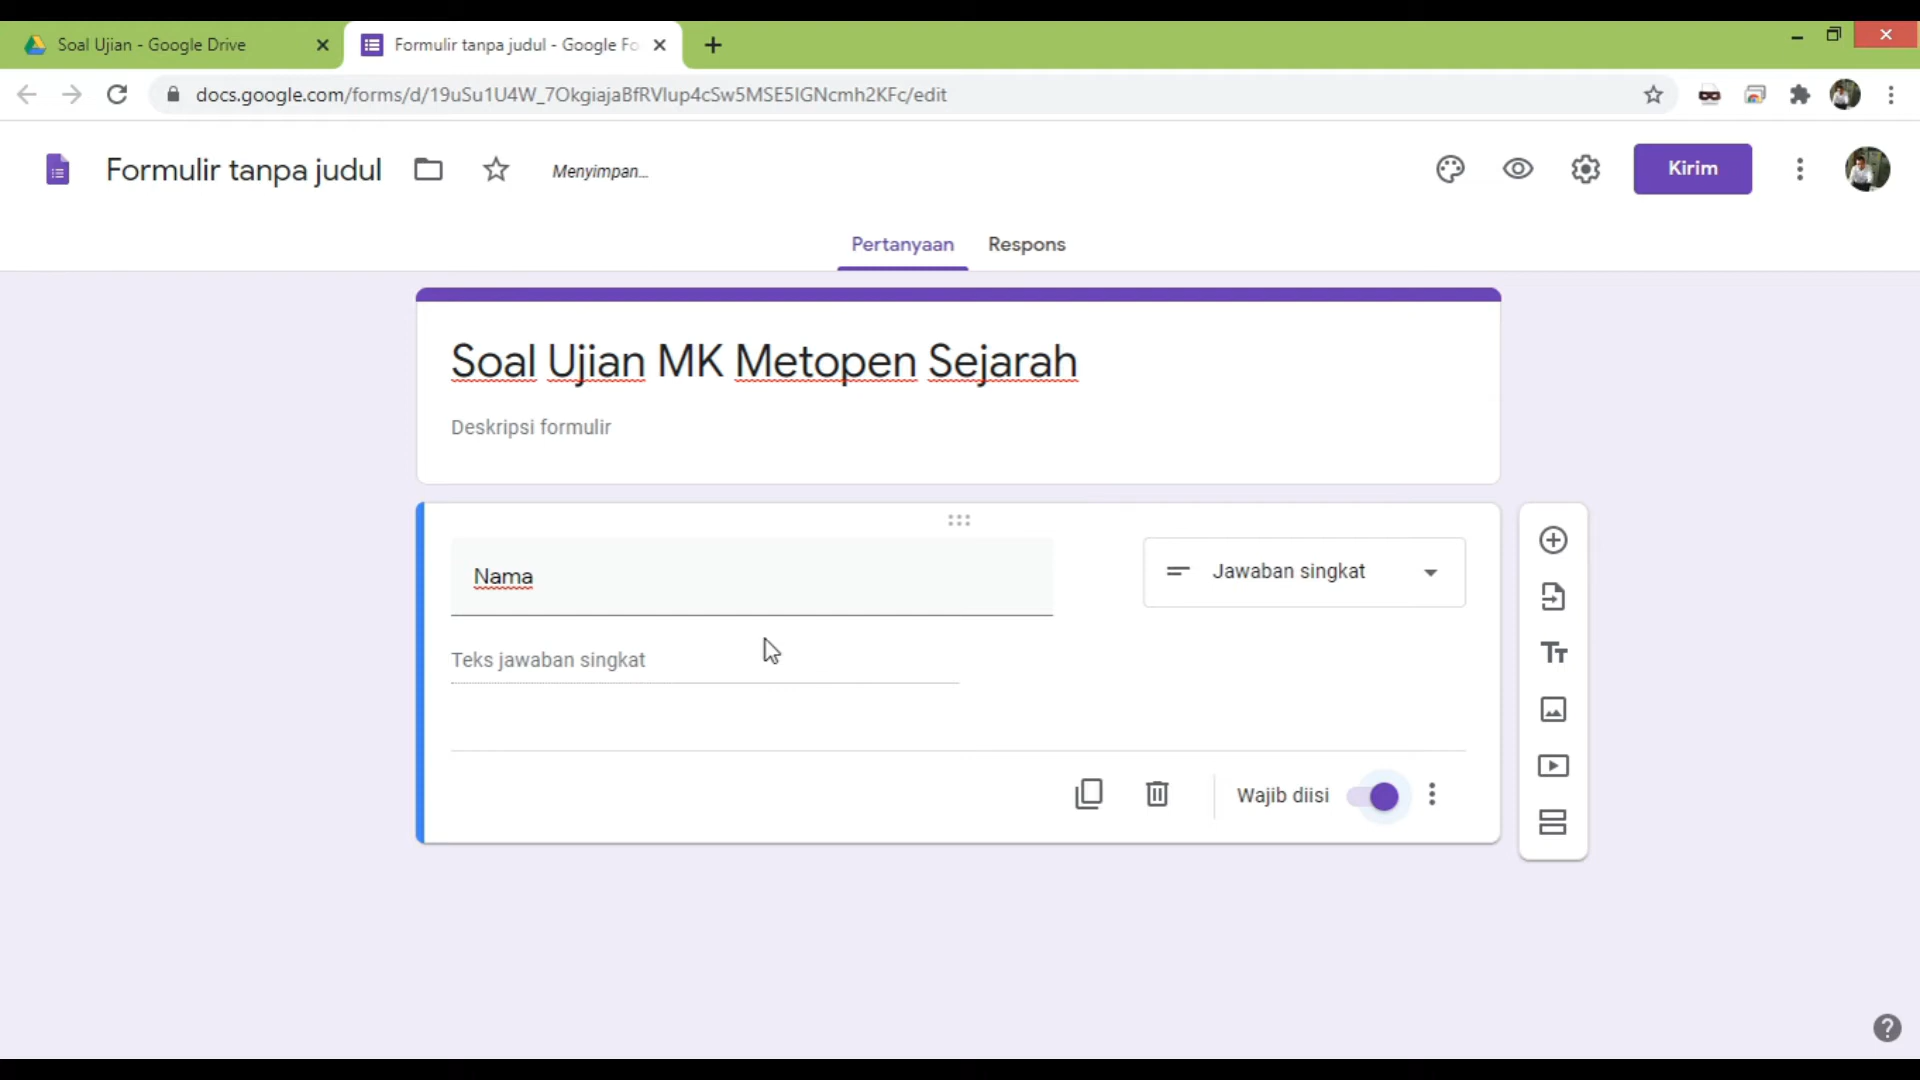 Soal Ujian - Google Drive
Formulir tanpa judul - Google Fo
docs.google.com/forms/d/19uSu1U4W_7OkgiajaBfRVlup4cSw5MSE5IGNcmh2KFc/edit
Formulir tanpa judul
Menyimpan...
Kirim
Pertanyaan
Respons
Soal Ujian MK Metopen Sejarah
Deskripsi formulir
Nama
Jawaban singkat
Teks jawaban singkat
Wajib diisi